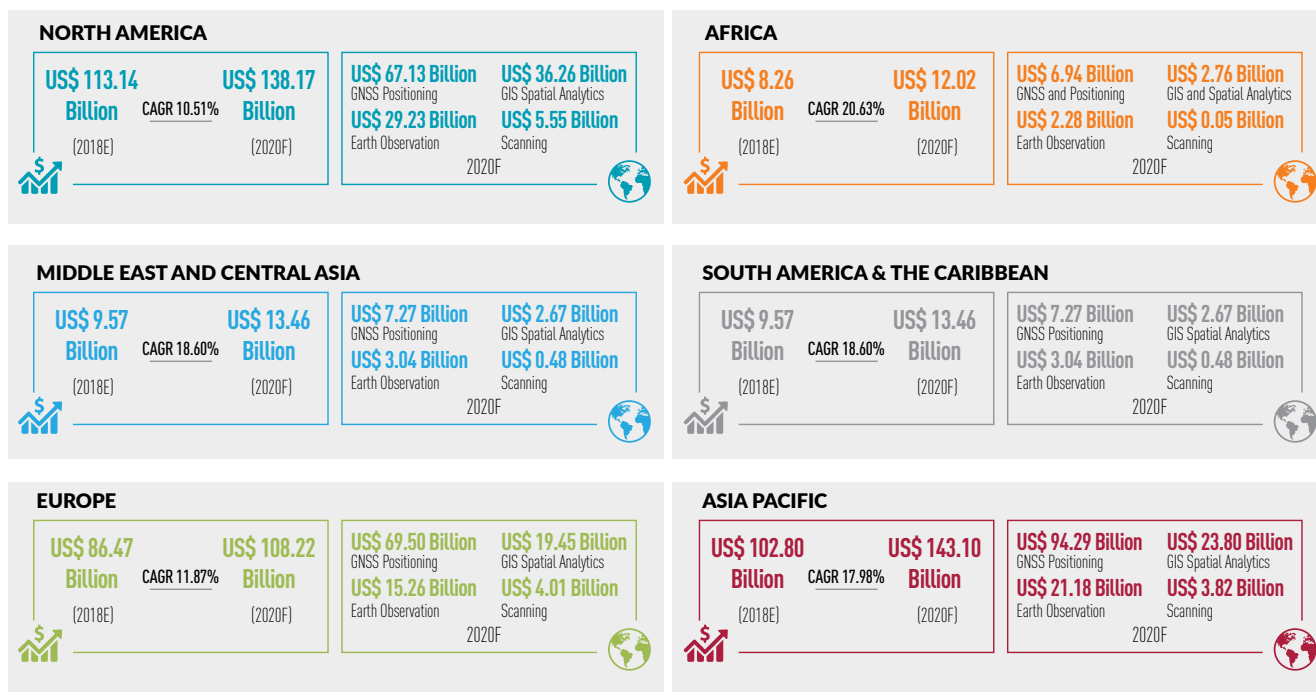 NORTH AMERICA
US$ 113.14
Billion
(2018E)
CAGR 10.51%
US$ 138.17
Billion
(2020F)
US$ 67.13 Billion
GNSS Positioning
US$ 36.26 Billion
GIS Spatial Analytics
US$ 29.23 Billion
Earth Observation
US$ 5.55 Billion
Scanning
2020F
$
AFRICA
US$ 8.26
Billion
(2018E)
CAGR 20.63%
US$ 12.02
Billion
(2020F)
US$ 6.94 Billion
GNSS and Positioning
US$ 2.76 Billion
GIS and Spatial Analytics
US$ 2.28 Billion
Earth Observation
US$ 0.05 Billion
Scanning
2020F
$
MIDDLE EAST AND CENTRAL ASIA
US$ 9.57
Billion
(2018E)
CAGR 18.60%
US$ 13.46
Billion
(2020F)
US$ 7.27 Billion
GNSS Positioning
US$ 2.67 Billion
GIS Spatial Analytics
US$ 3.04 Billion
Earth Observation
US$ 0.48 Billion
Scanning
2020F
$
SOUTH AMERICA & THE CARIBBEAN
US$ 9.57
Billion
(2018E)
CAGR 18.60%
US$ 13.46
Billion
(2020F)
US$ 7.27 Billion
GNSS Positioning
US$ 2.67 Billion
GIS Spatial Analytics
US$ 3.04 Billion
Earth Observation
US$ 0.48 Billion
Scanning
2020F
$
EUROPE
US$ 86.47
Billion
(2018E)
CAGR 11.87%
US$ 108.22
Billion
(2020F)
US$ 69.50 Billion
GNSS Positioning
US$ 19.45 Billion
GIS Spatial Analytics
US$ 15.26 Billion
Earth Observation
US$ 4.01 Billion
Scanning
2020F
$
ASIA PACIFIC
US$ 102.80
Billion
(2018E)
CAGR 17.98%
US$ 143.10
Billion
(2020F)
US$ 94.29 Billion
GNSS Positioning
US$ 23.80 Billion
GIS Spatial Analytics
US$ 21.18 Billion
Earth Observation
US$ 3.82 Billion
Scanning
2020F
$